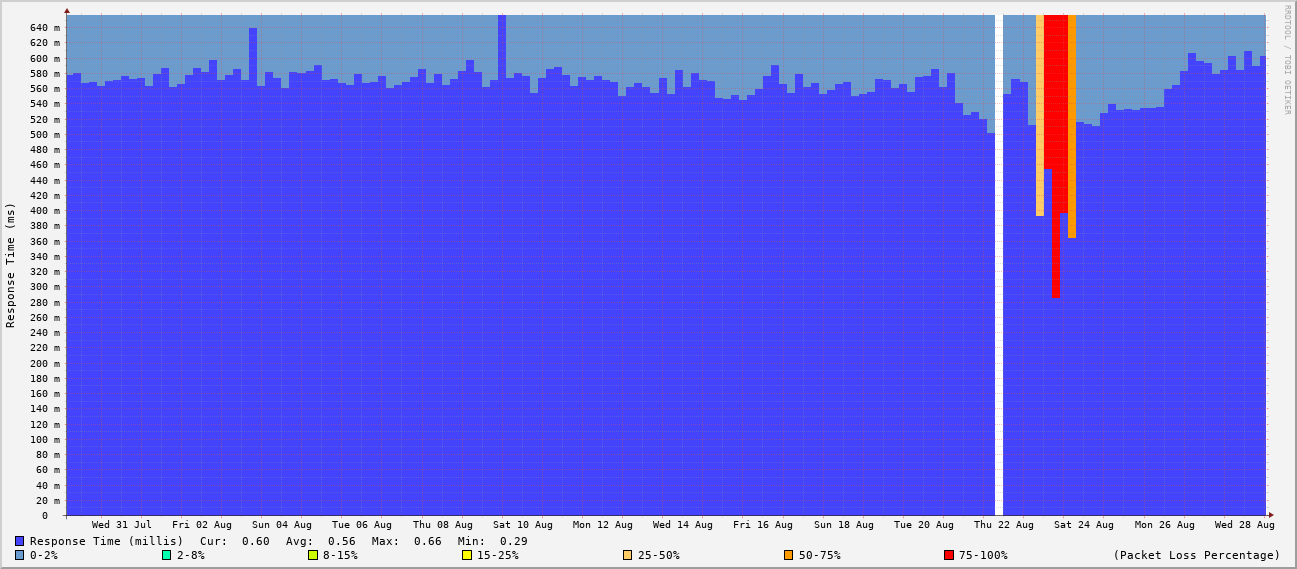 RRDTOOL / TOBI OETIKER
Response Time (ms)
640 m
620 m
600 m
580 m
560 m
540 m
520 m
500 m
480 m
460 m
440 m
420 m
400 m
380 m
360 m
340 m
320 m
300 m
280 m
260 m
240 m
220 m
200 m
180 m
160 m
140 m
120 m
100 m
80 m
60 m
40 m
20 m
0
Wed 31 Jul Fri 02 Aug Sun 04 Aug Tue 06 Aug Thu 08 Aug Sat 10 Aug Mon 12 Aug Wed 14 Aug Fri 16 Aug Sun 18 Aug Tue 20 Aug Thu 22 Aug Sat 24 Aug Mon 26 Aug Wed 28 Aug
Response Time (millis) Cur: 0.60 Avg: 0.56 Max: 0.66 Min: 0.29
0-2% 2-8% 8-15% 15-25% 25-50% 50-75% 75-100% (Packet Loss Percentage)